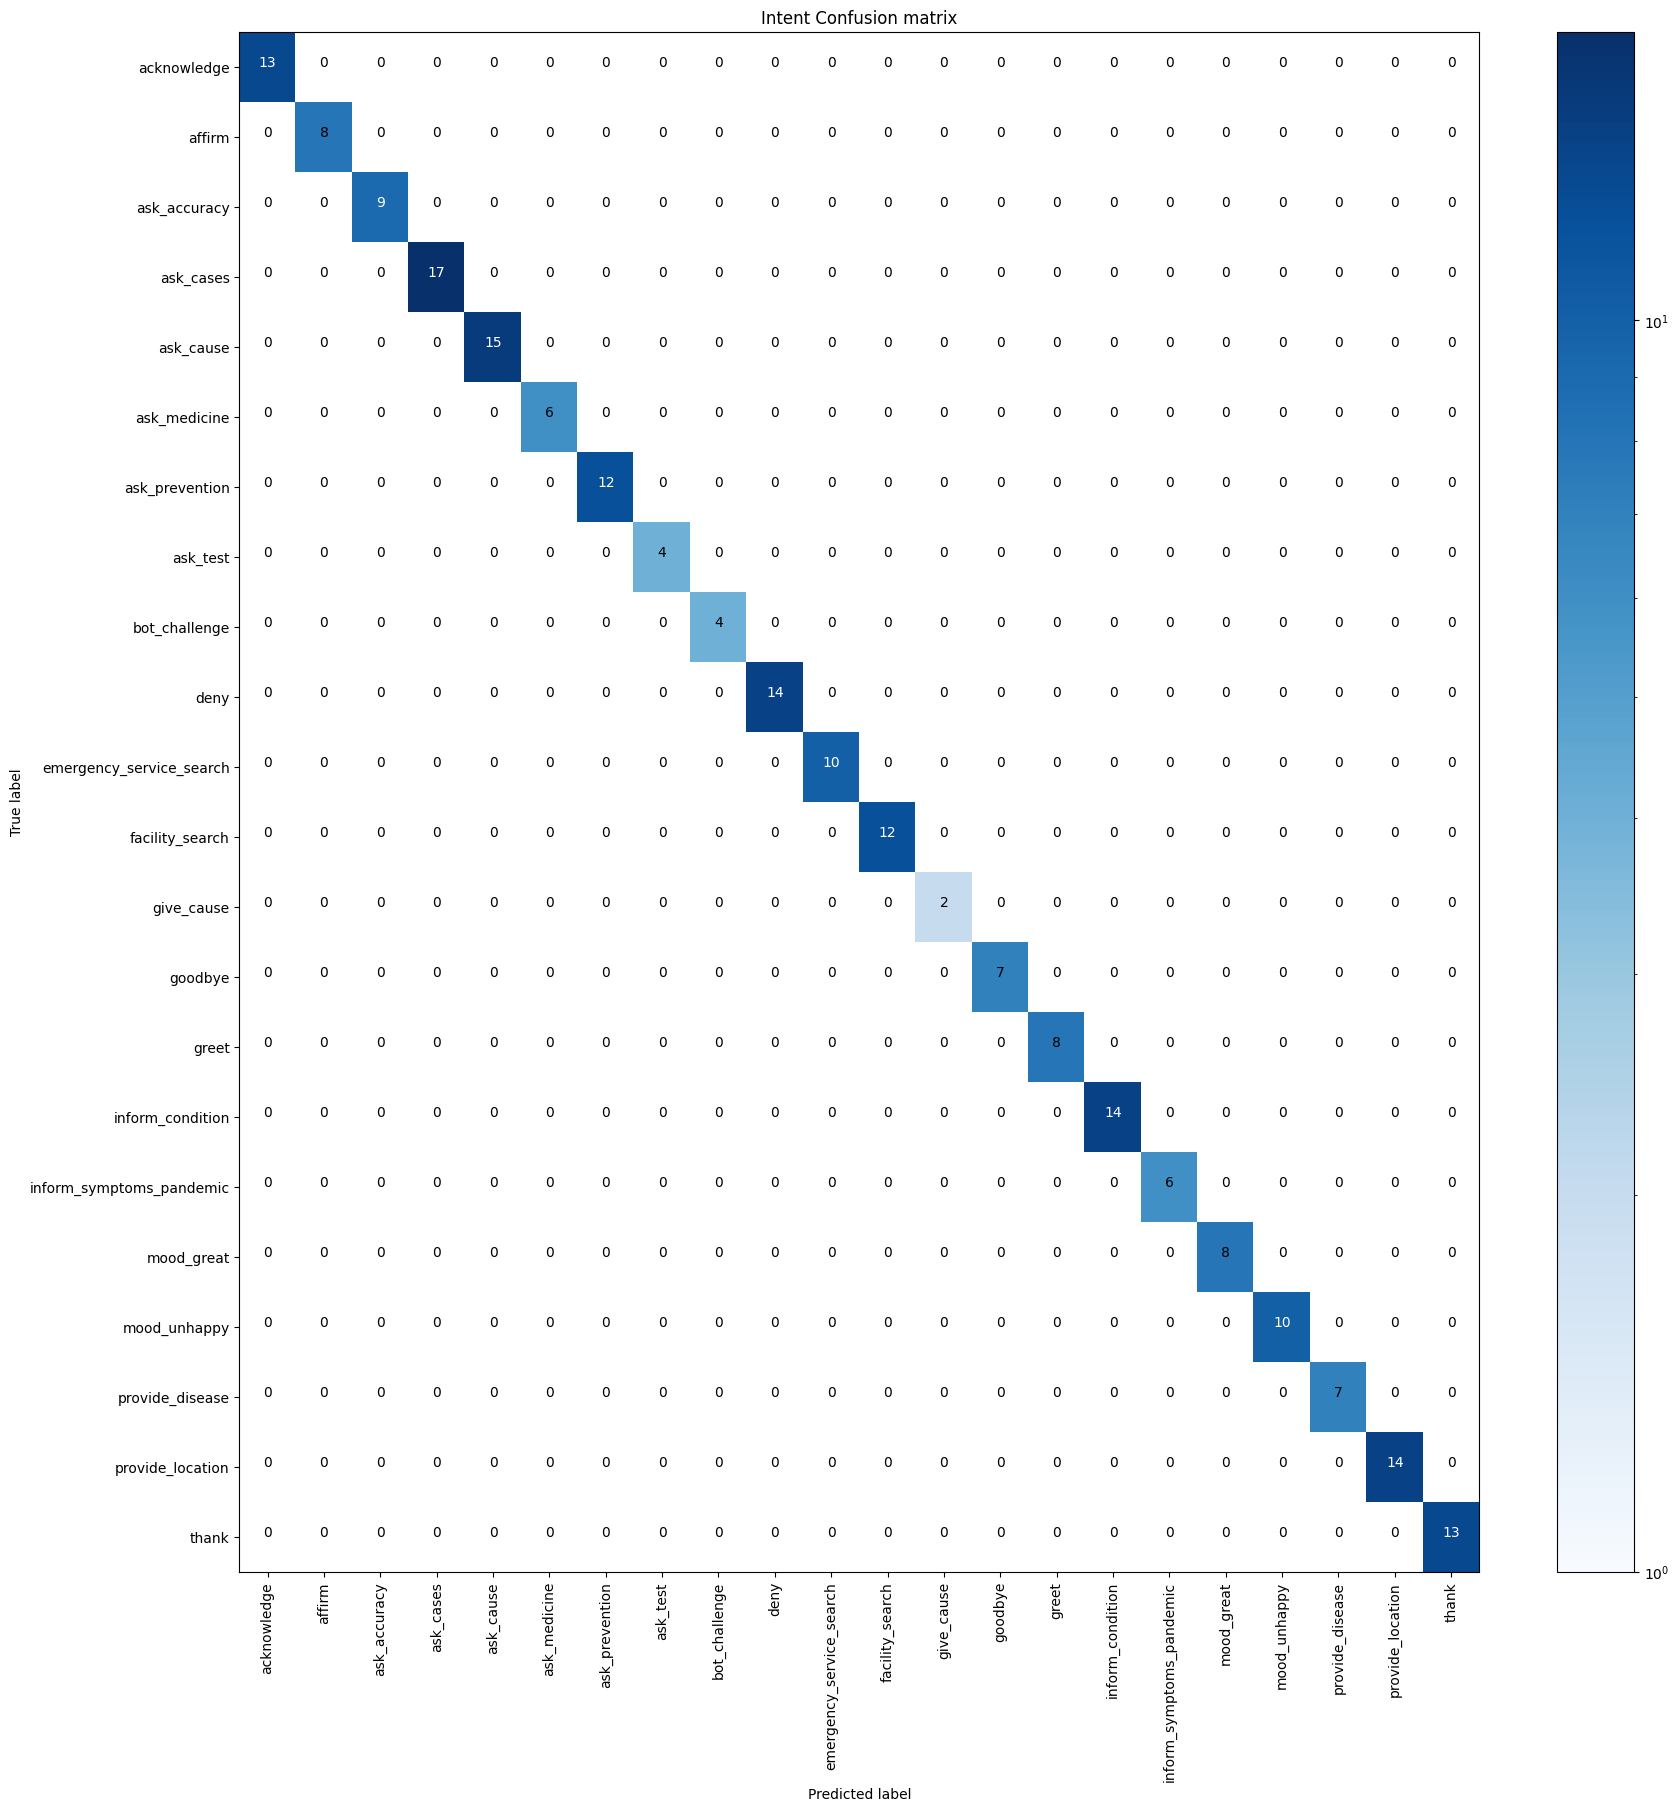 Intent Confusion matrix
acknowledge 13 0 0 0 0 0 0 0 0 0 0 0 0 0 0 0 0 0 0 0 0 0
affirm 0 8 0 0 0 0 0 0 0 0 0 0 0 0 0 0 0 0 0 0 0 0
ask_accuracy 0 0 9 0 0 0 0 0 0 0 0 0 0 0 0 0 0 0 0 0 0 0
ask_cases 0 0 0 17 0 0 0 0 0 0 0 0 0 0 0 0 0 0 0 0 0 0
ask_cause 0 0 0 0 15 0 0 0 0 0 0 0 0 0 0 0 0 0 0 0 0 0
10¹
ask_medicine 0 0 0 0 0 6 0 0 0 0 0 0 0 0 0 0 0 0 0 0 0 0
ask_prevention 0 0 0 0 0 0 12 0 0 0 0 0 0 0 0 0 0 0 0 0 0 0
ask_test 0 0 0 0 0 0 0 4 0 0 0 0 0 0 0 0 0 0 0 0 0 0
bot_challenge 0 0 0 0 0 0 0 0 4 0 0 0 0 0 0 0 0 0 0 0 0 0
deny 0 0 0 0 0 0 0 0 0 14 0 0 0 0 0 0 0 0 0 0 0 0
emergency_service_search 0 0 0 0 0 0 0 0 0 0 10 0 0 0 0 0 0 0 0 0 0 0
True label
facility_search 0 0 0 0 0 0 0 0 0 0 0 12 0 0 0 0 0 0 0 0 0 0
give_cause 0 0 0 0 0 0 0 0 0 0 0 0 2 0 0 0 0 0 0 0 0 0
goodbye 0 0 0 0 0 0 0 0 0 0 0 0 0 7 0 0 0 0 0 0 0 0
greet 0 0 0 0 0 0 0 0 0 0 0 0 0 0 8 0 0 0 0 0 0 0
inform_condition 0 0 0 0 0 0 0 0 0 0 0 0 0 0 0 14 0 0 0 0 0 0
inform_symptoms_pandemic 0 0 0 0 0 0 0 0 0 0 0 0 0 0 0 0 6 0 0 0 0 0
mood_great 0 0 0 0 0 0 0 0 0 0 0 0 0 0 0 0 0 8 0 0 0 0
mood_unhappy 0 0 0 0 0 0 0 0 0 0 0 0 0 0 0 0 0 0 10 0 0 0
provide_disease 0 0 0 0 0 0 0 0 0 0 0 0 0 0 0 0 0 0 0 7 0 0
provide_location 0 0 0 0 0 0 0 0 0 0 0 0 0 0 0 0 0 0 0 0 14 0
thank 0 0 0 0 0 0 0 0 0 0 0 0 0 0 0 0 0 0 0 0 0 13
10⁰
acknowledge
affirm
ask_accuracy
ask_cases
ask_cause
ask_medicine
ask_prevention
ask_test
bot_challenge
deny
emergency_service_search
facility_search
give_cause
goodbye
greet
inform_condition
inform_symptoms_pandemic
mood_great
mood_unhappy
provide_disease
provide_location
thank
Predicted label